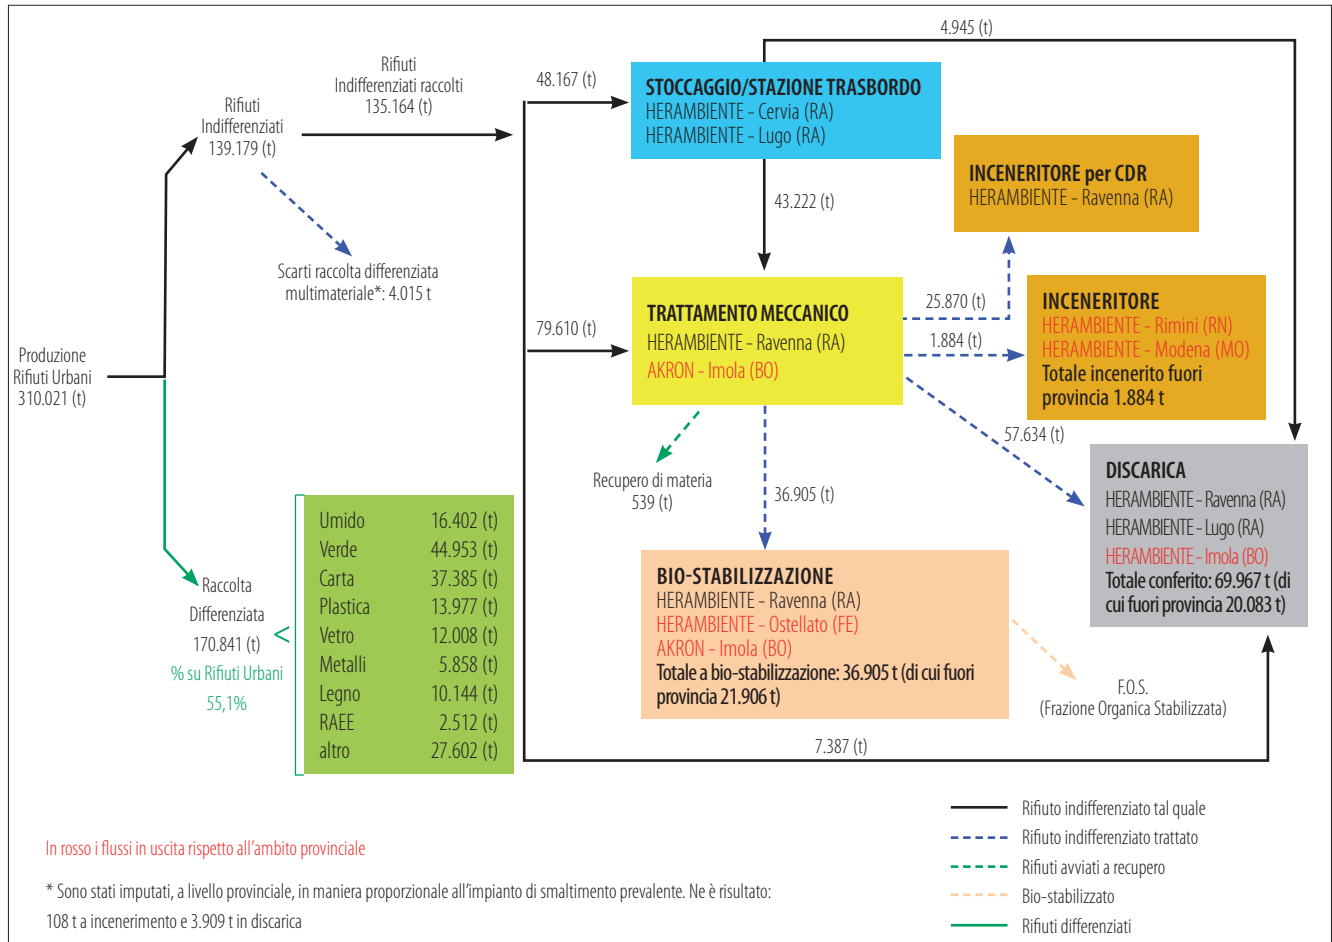 4.945 (t)
Rifiuti
Indifferenziati raccolti
135.164 (t)
48.167 (t)
STOCCAGGIO/STAZIONE TRASBORDO
HERAMBIENTE - Cervia (RA)
HERAMBIENTE - Lugo (RA)
Rifiuti
Indifferenziati
139.179 (t)
INCENERITORE per CDR
HERAMBIENTE - Ravenna (RA)
43.222 (t)
Scarti raccolta differenziata
multimateriale*: 4.015 t
TRATTAMENTO MECCANICO
HERAMBIENTE - Ravenna (RA)
AKRON - Imola (BO)
79.610 (t)
25.870 (t)
1.884 (t)
INCENERITORE
HERAMBIENTE - Rimini (RN)
HERAMBIENTE - Modena (MO)
Totale incenerito fuori
provincia 1.884 t
Produzione
Rifiuti Urbani
310.021 (t)
57.634 (t)
Recupero di materia
539 (t)
36.905 (t)
DISCARICA
HERAMBIENTE - Ravenna (RA)
HERAMBIENTE - Lugo (RA)
HERAMBIENTE - Imola (BO)
Totale conferito: 69.967 t (di
cui fuori provincia 20.083 t)
Raccolta
Differenziata
170.841 (t)
% su Rifiuti Urbani
55,1%
Umido 16.402 (t)
Verde 44.953 (t)
Carta 37.385 (t)
Plastica 13.977 (t)
Vetro 12.008 (t)
Metalli 5.858 (t)
Legno 10.144 (t)
RAEE 2.512 (t)
altro 27.602 (t)
BIO-STABILIZZAZIONE
HERAMBIENTE - Ravenna (RA)
HERAMBIENTE - Ostellato (FE)
AKRON - Imola (BO)
Totale a bio-stabilizzazione: 36.905 t (di cui fuori
provincia 21.906 t)
F.O.S.
(Frazione Organica Stabilizzata)
7.387 (t)
Rifiuto indifferenziato tal quale
Rifiuto indifferenziato trattato
Rifiuti avviati a recupero
Bio-stabilizzato
Rifiuti differenziati
In rosso i flussi in uscita rispetto all'ambito provinciale
* Sono stati imputati, a livello provinciale, in maniera proporzionale all'impianto di smaltimento prevalente. Ne è risultato:
108 t a incenerimento e 3.909 t in discarica